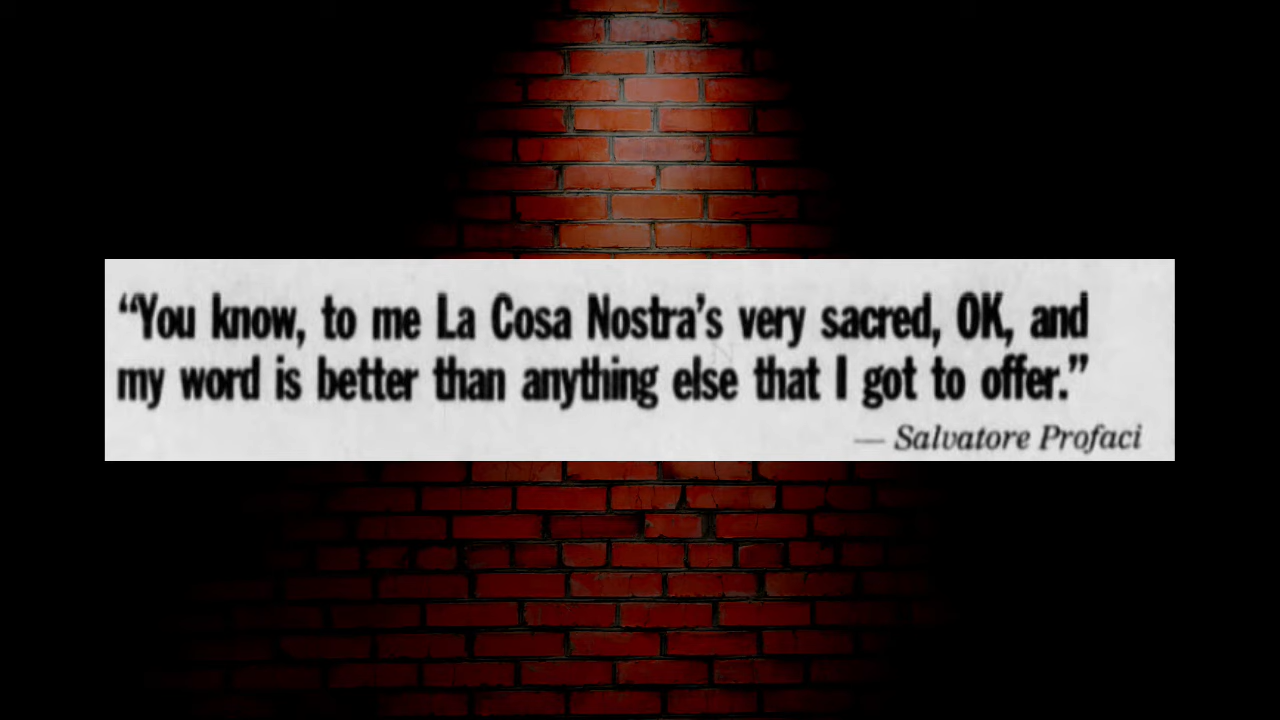 “You know, to me La Cosa Nostra’s very sacred, OK, and
my word is better than anything else that I got to offer.”
— Salvatore Profaci